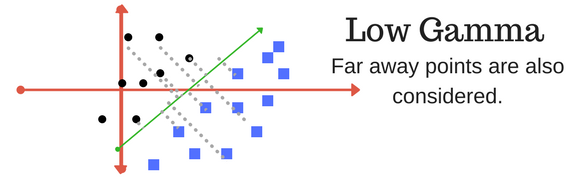 Low Gamma
Far away points are also
considered.